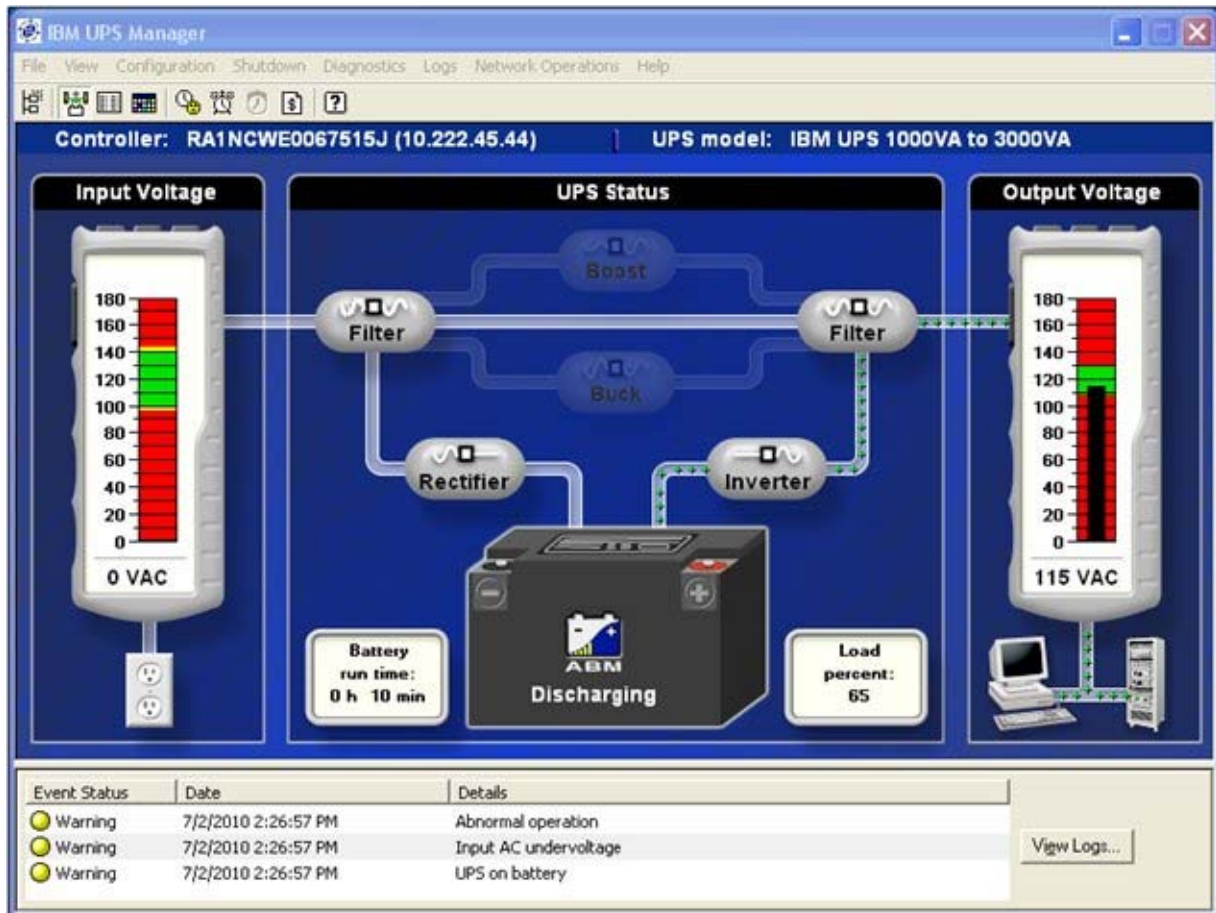 IBM UPS Manager
File View Configuration Shutdown Diagnostics Logs Network Operations Help
Controller: RA1NCWE0067515J (10.222.45.44) UPS model: IBM UPS 1000VA to 3000VA
Input Voltage
180
160
140
120
100
80
60
40
20
0
0 VAC
UPS Status
Boost
Filter
Filter
Buck
Rectifier
Inverter
Battery
run time:
0 h 10 min
ABM
Discharging
Load
percent:
65
Output Voltage
180
160
140
120
100
80
60
40
20
0
115 VAC
Event Status Date Details
Warning 7/2/2010 2:26:57 PM Abnormal operation
Warning 7/2/2010 2:26:57 PM Input AC undervoltage
Warning 7/2/2010 2:26:57 PM UPS on battery
View Logs...